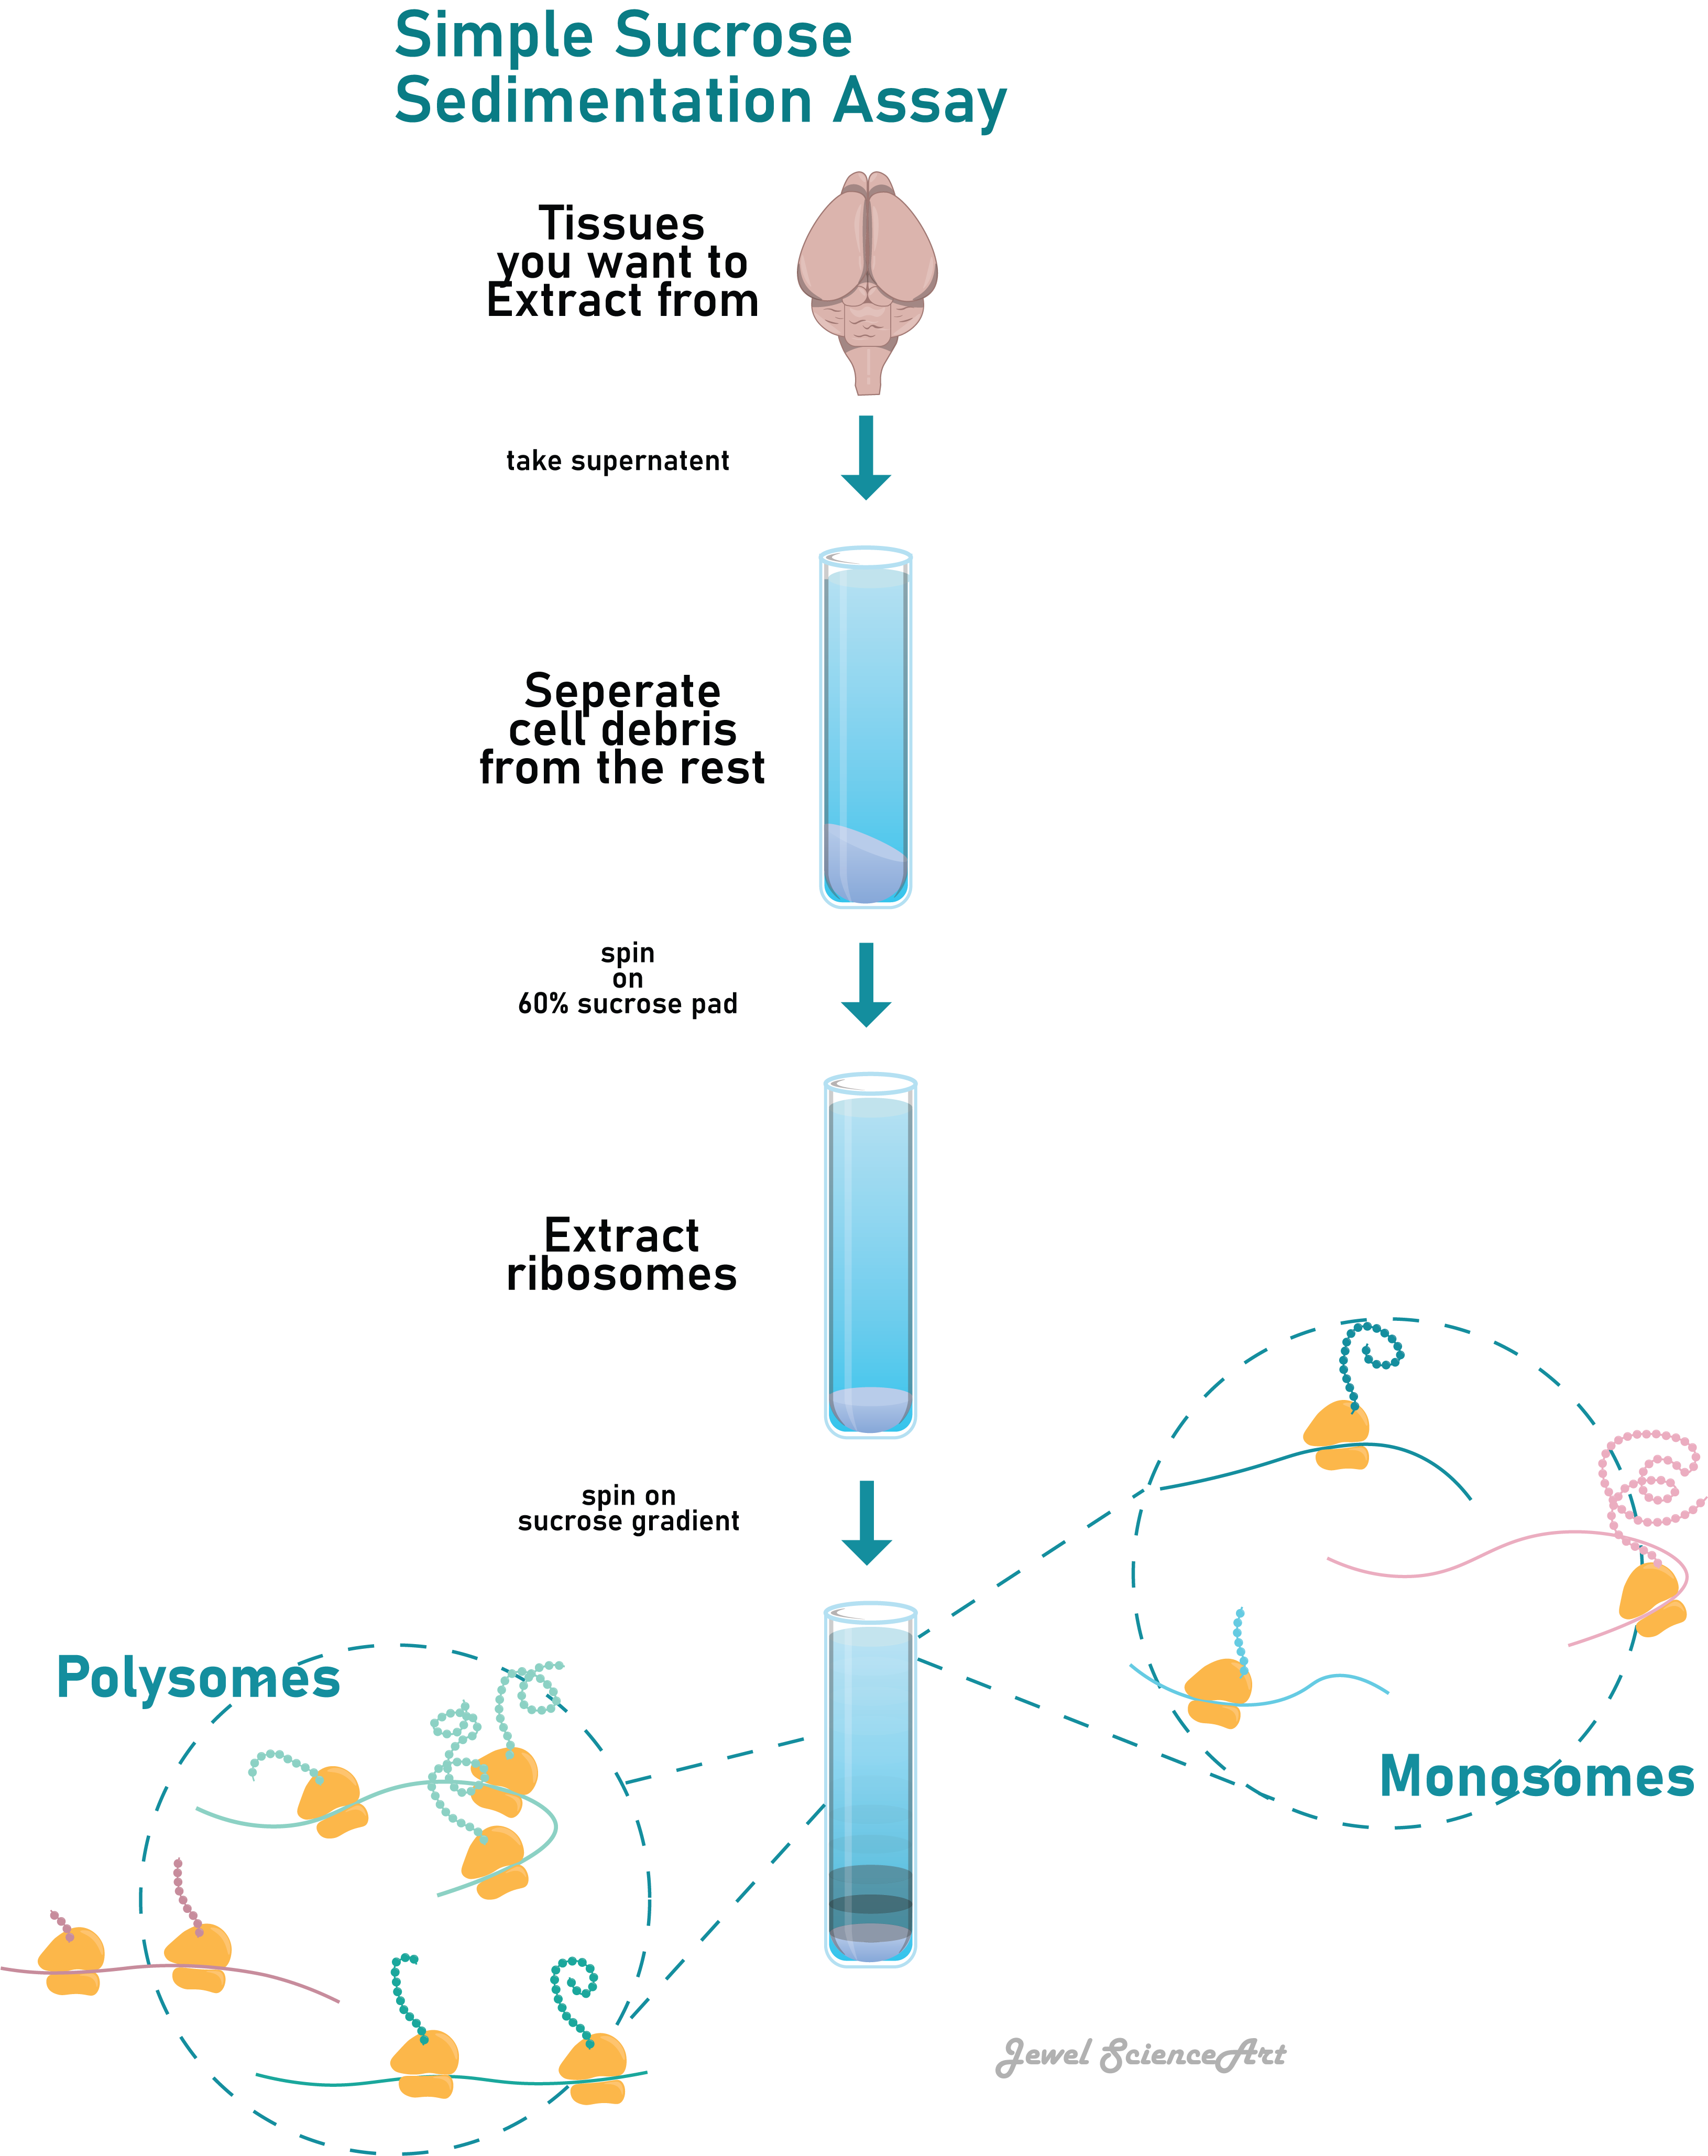 Simple Sucrose
Sedimentation Assay
Tissues
you want to
Extract from
take supernatent
Seperate
cell debris
from the rest
spin
on
60% sucrose pad
Extract
ribosomes
spin on
sucrose gradient
Polysomes
Monosomes
Jewel ScienceArt